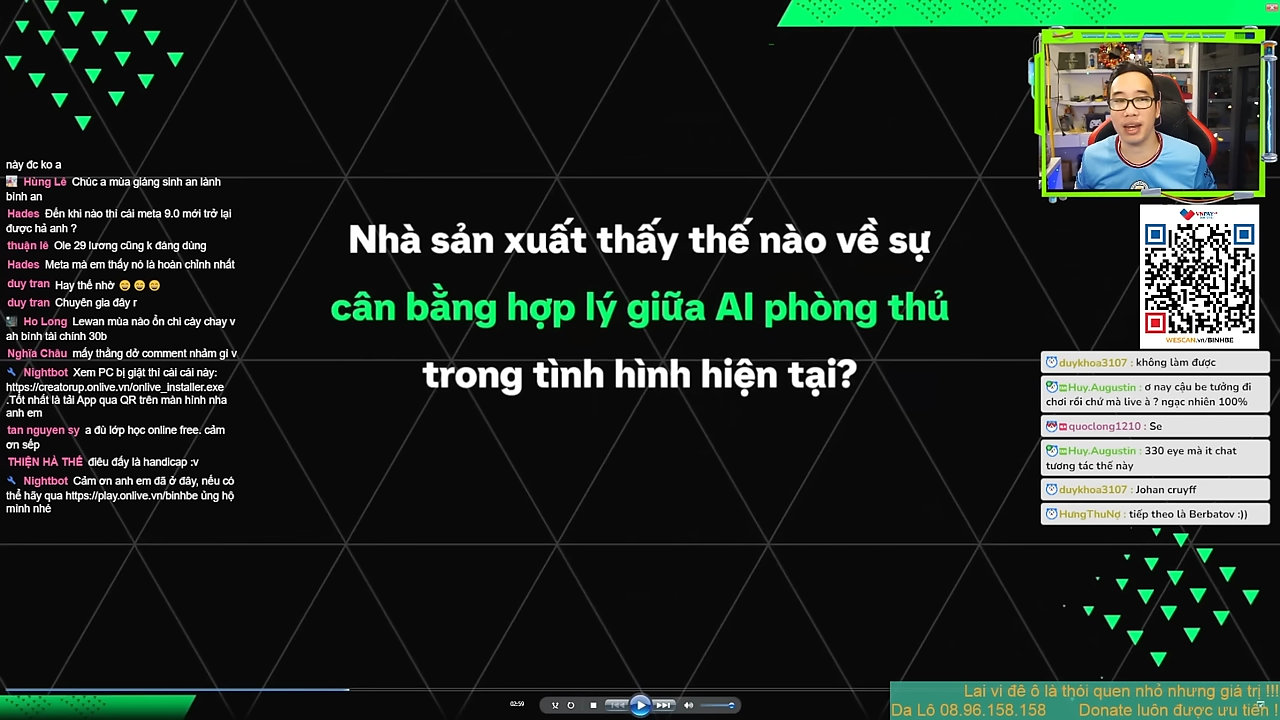 này đc ko a
Hùng Lê Chúc a mùa giáng sinh an lành
bình an
Hades Đến khi nào thì cái meta 9.0 mới trở lại
được hả anh ?
thuận lê Ole 29 lương cũng k đáng dùng
Hades Meta mà em thấy nó là hoàn chỉnh nhất
duy tran Hay thế nhờ 😄 😄 😄
duy tran Chuyên gia đây r
Ho Long Lewan mùa nào ổn chi cây chay v
ah binh tài chính 30b
Nghĩa Châu mấy thằng dở comment nhảm gì v
Nightbot Xem PC bị giật thì cài cái này:
https://creatorup.onlive.vn/onlive_installer.exe
.Tốt nhất là tải App qua QR trên màn hình nha
anh em
tan nguyen sy a đù lớp học online free. cảm
ơn sếp
THIỆN HÀ THẾ điêu đấy là handicap :v
Nightbot Cảm ơn anh em đã ở đây, nếu có
thể hãy qua https://play.onlive.vn/binhbe ủng hộ
mình nhé
Nhà sản xuất thấy thế nào về sự
cân bằng hợp lý giữa AI phòng thủ
trong tình hình hiện tại?
VNPAY
WESCAN.vn/BINHBE
duykhoa3107 : không làm được
Huy.Augustin : ơ nay cậu be tưởng đi
chơi rồi chứ mà live à ? ngạc nhiên 100%
quoclong1210 : Se
Huy.Augustin : 330 eye mà it chat
tương tác thế này
duykhoa3107 : Johan cruyff
HưngThuNợ : tiếp theo là Berbatov :))
02:59
Lai vi đê ô là thói quen nhỏ nhưng giá trị !!!
Da Lô 08.96.158.158 Donate luôn được ưu tiên !